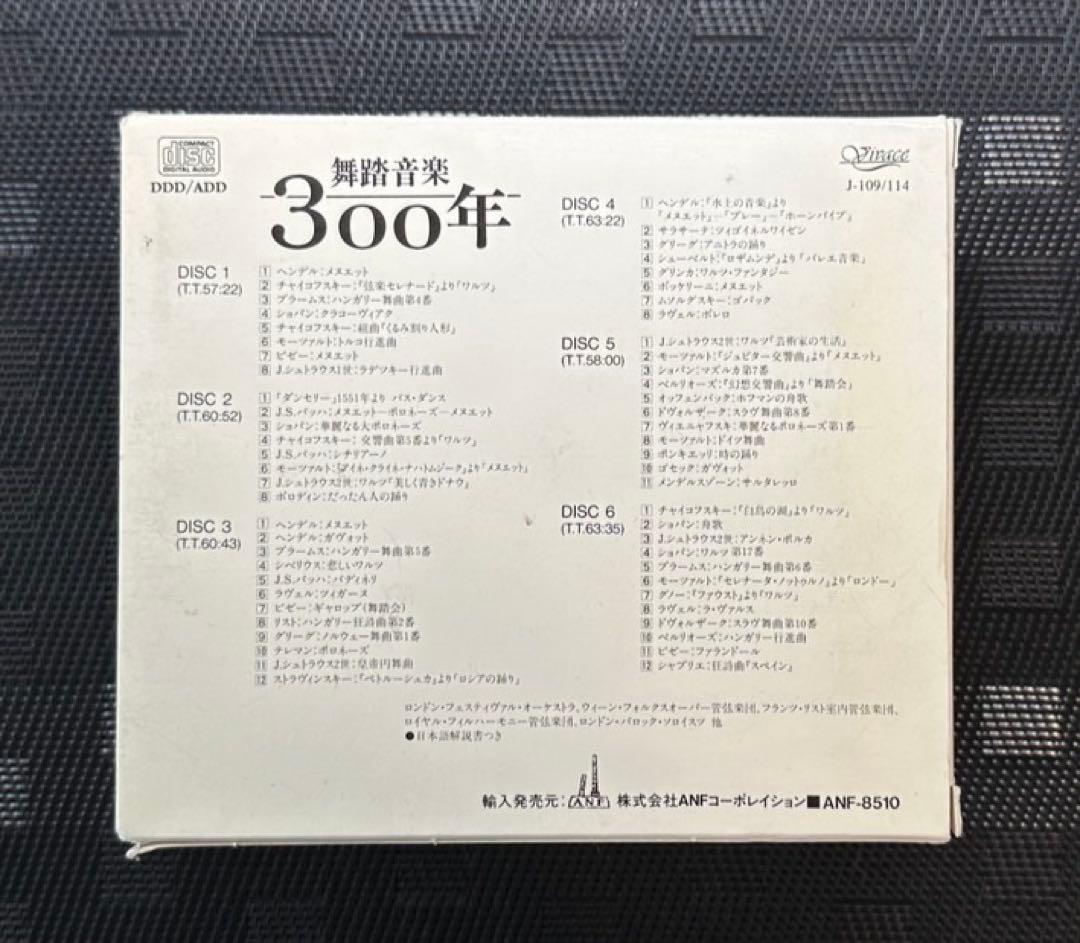 COMPACT
disc
DIGITAL AUDIO
DDD/ADD
舞踏音楽
300年
Virace
J-109/114
DISC 1
(T.T.57:22)
1 ヘンデル:メヌエット
2 チャイコフスキー:『弦楽セレナード』より「ワルツ」
3 ブラームス:ハンガリー舞曲第4番
4 ショパン:クラコーヴィアク
5 チャイコフスキー:組曲『くるみ割り人形』
6 モーツァルト:トルコ行進曲
7 ビゼー:メヌエット
8 J.シュトラウス1世:ラデツキー行進曲
DISC 2
(T.T.60:52)
1 「ダンセリー」1551年より バス・ダンス
2 J.S.バッハ:メヌエット―ポロネーズ―メヌエット
3 ショパン:華麗なる大ポロネーズ
4 チャイコフスキー: 交響曲第5番より「ワルツ」
5 J.S.バッハ:シチリアーノ
6 モーツァルト:『アイネ・クライネ・ナハトムジーク』より「メヌエット」
7 J.シュトラウス2世:ワルツ「美しく青きドナウ」
8 ボロディン:だったん人の踊り
DISC 3
(T.T.60:43)
1 ヘンデル:メヌエット
2 ヘンデル:ガヴォット
3 ブラームス:ハンガリー舞曲第5番
4 シベリウス:悲しいワルツ
5 J.S.バッハ:バディネリ
6 ラヴェル:ツィガーヌ
7 ビゼー:ギャロップ(舞踏会)
8 リスト:ハンガリー狂詩曲第2番
9 グリーグ:ノルウェー舞曲第1番
10 テレマン:ポロネーズ
11 J.シュトラウス2世:皇帝円舞曲
12 ストラヴィンスキー:『ペトルーシュカ』より「ロシアの踊り」
DISC 4
(T.T.63:22)
1 ヘンデル:『水上の音楽』より
「メヌエット」―「ブレー」―「ホーンパイプ」
2 サラサーテ:ツィゴイネルワイゼン
3 グリーグ:アニトラの踊り
4 シューベルト:『ロザムンデ』より「バレエ音楽」
5 グリンカ:ワルツ・ファンタジー
6 ボッケリーニ:メヌエット
7 ムソルグスキー:ゴパック
8 ラヴェル:ボレロ
DISC 5
(T.T.58:00)
1 J.シュトラウス2世:ワルツ「芸術家の生活」
2 モーツァルト:『ジュピター交響曲』より「メヌエット」
3 ショパン:マズルカ第7番
4 ベルリオーズ:『幻想交響曲』より「舞踏会」
5 オッフェンバック:ホフマンの舟歌
6 ドヴォルザーク:スラヴ舞曲第8番
7 ヴィエニャフスキ:華麗なるポロネーズ第1番
8 モーツァルト:ドイツ舞曲
9 ポンキエッリ:時の踊り
10 ゴセック:ガヴォット
11 メンデルスゾーン:サルタレッロ
DISC 6
(T.T.63:35)
1 チャイコフスキー:『白鳥の湖』より「ワルツ」
2 ショパン:舟歌
3 J.シュトラウス2世:アンネン・ポルカ
4 ショパン:ワルツ 第17番
5 ブラームス:ハンガリー舞曲第6番
6 モーツァルト:『セレナータ・ノットゥルノ』より「ロンドー」
7 グノー:『ファウスト』より「ワルツ」
8 ラヴェル:ラ・ヴァルス
9 ドヴォルザーク:スラヴ舞曲第10番
10 ベルリオーズ:ハンガリー行進曲
11 ビゼー:ファランドール
12 シャブリエ:狂詩曲「スペイン」
ロンドン・フェスティヴァル・オーケストラ、ウィーン・フォルクスオーパー管弦楽団、フランツ・リスト室内管弦楽団、
ロイヤル・フィルハーモニー管弦楽団、ロンドン・バロック・ソロイスツ 他
●日本語解説書つき
輸入発売元: ANF 株式会社ANFコーポレイション■ANF-8510